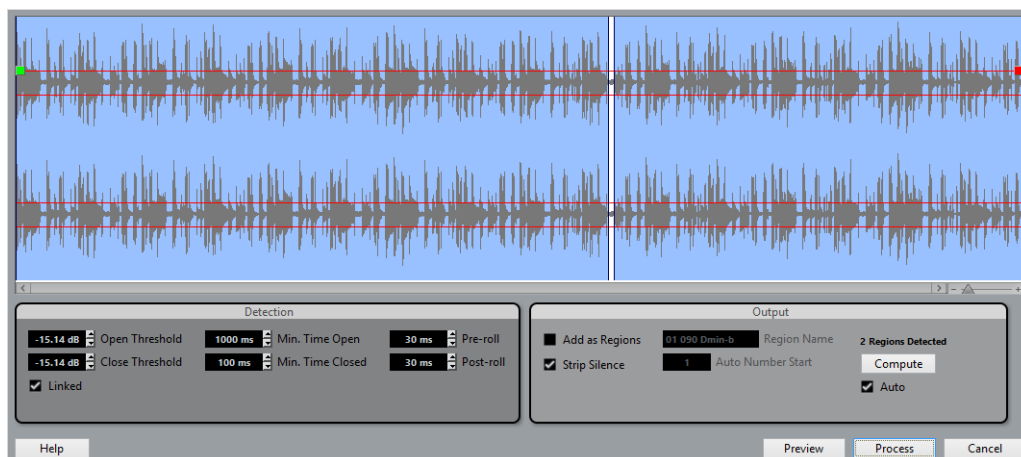 Detection
-15.14 dB Open Threshold 1000 ms Min. Time Open 30 ms Pre-roll
-15.14 dB Close Threshold 100 ms Min. Time Closed 30 ms Post-roll
Linked
Output
Add as Regions 01 090 Dmin-b Region Name 2 Regions Detected
Strip Silence 1 Auto Number Start Compute
Auto
Help Preview Process Cancel